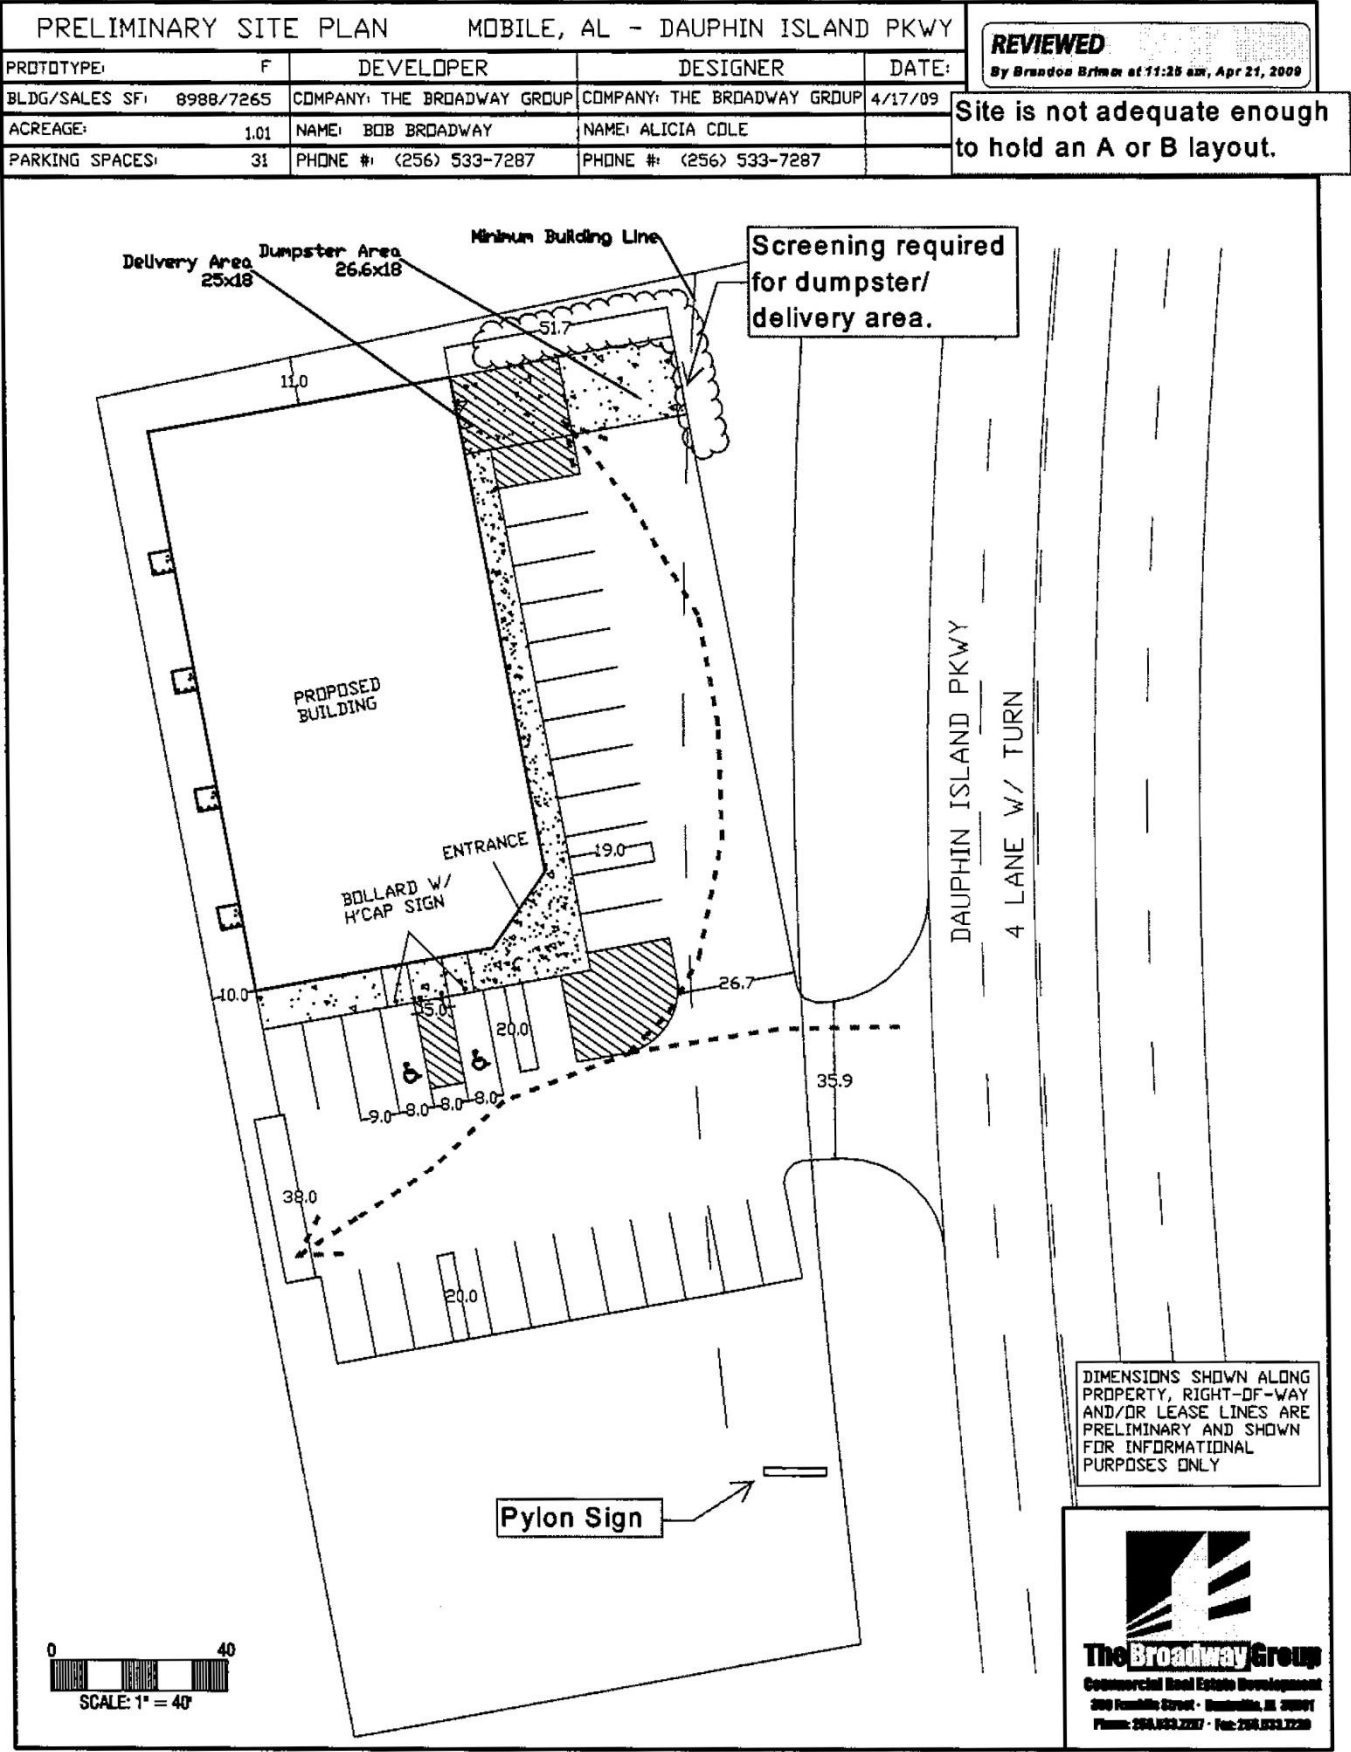 PRELIMINARY SITE PLAN MOBILE, AL - DAUPHIN ISLAND PKWY
REVIEWED
By Brandon Brimer at 11:25 am, Apr 21, 2009
PROTOTYPE: F DEVELOPER DESIGNER DATE:
BLDG/SALES SF: 8988/7265 COMPANY: THE BROADWAY GROUP COMPANY: THE BROADWAY GROUP 4/17/09
ACREAGE: 1.01 NAME: BOB BROADWAY NAME: ALICIA COLE
PARKING SPACES: 31 PHONE #: (256) 533-7287 PHONE #: (256) 533-7287
Site is not adequate enough
to hold an A or B layout.
Delivery Area
25x18
Dumpster Area
26.6x18
Minimum Building Line
Screening required
for dumpster/
delivery area.
51.7
11.0
PROPOSED
BUILDING
DAUPHIN ISLAND PKWY
4 LANE W/ TURN
ENTRANCE
19.0
BOLLARD W/
H'CAP SIGN
10.0
26.7
5.0
20.0
35.9
9.0 8.0 8.0 8.0
38.0
20.0
DIMENSIONS SHOWN ALONG
PROPERTY, RIGHT-OF-WAY
AND/OR LEASE LINES ARE
PRELIMINARY AND SHOWN
FOR INFORMATIONAL
PURPOSES ONLY
Pylon Sign
0 40
SCALE: 1" = 40'
The Broadway Group
Commercial Real Estate Development
Phone: 256.533.7287 · Fax: 256.533.7239